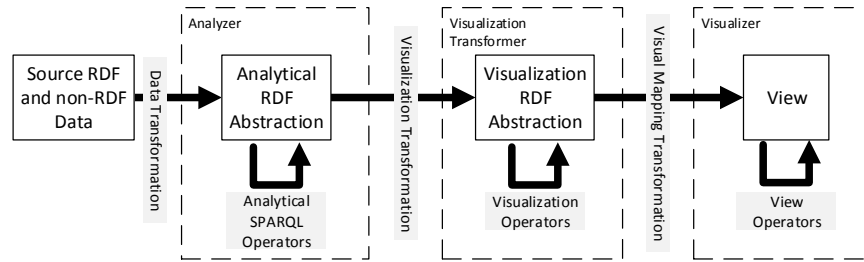 Analyzer
Visualization
Transformer
Visualizer
Source RDF
and non-RDF
Data
Data Transformation
Analytical
RDF
Abstraction
Visualization Transformation
Visualization
RDF
Abstraction
Visual Mapping Transformation
View
Analytical
SPARQL
Operators
Visualization
Operators
View
Operators